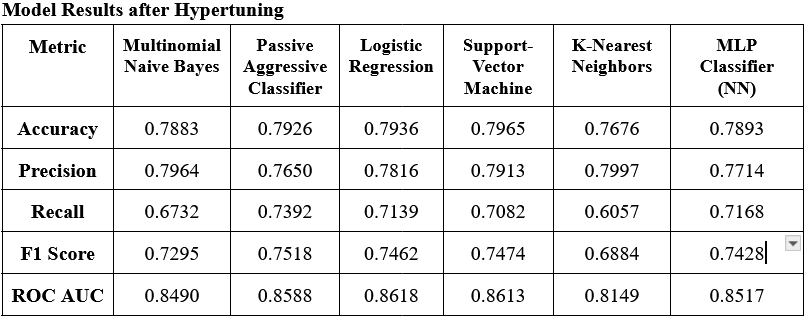 Model Results after Hypertuning
Metric Multinomial Naive Bayes Passive Aggressive Classifier Logistic Regression Support-Vector Machine K-Nearest Neighbors MLP Classifier (NN)
Accuracy 0.7883 0.7926 0.7936 0.7965 0.7676 0.7893
Precision 0.7964 0.7650 0.7816 0.7913 0.7997 0.7714
Recall 0.6732 0.7392 0.7139 0.7082 0.6057 0.7168
F1 Score 0.7295 0.7518 0.7462 0.7474 0.6884 0.7428
ROC AUC 0.8490 0.8588 0.8618 0.8613 0.8149 0.8517